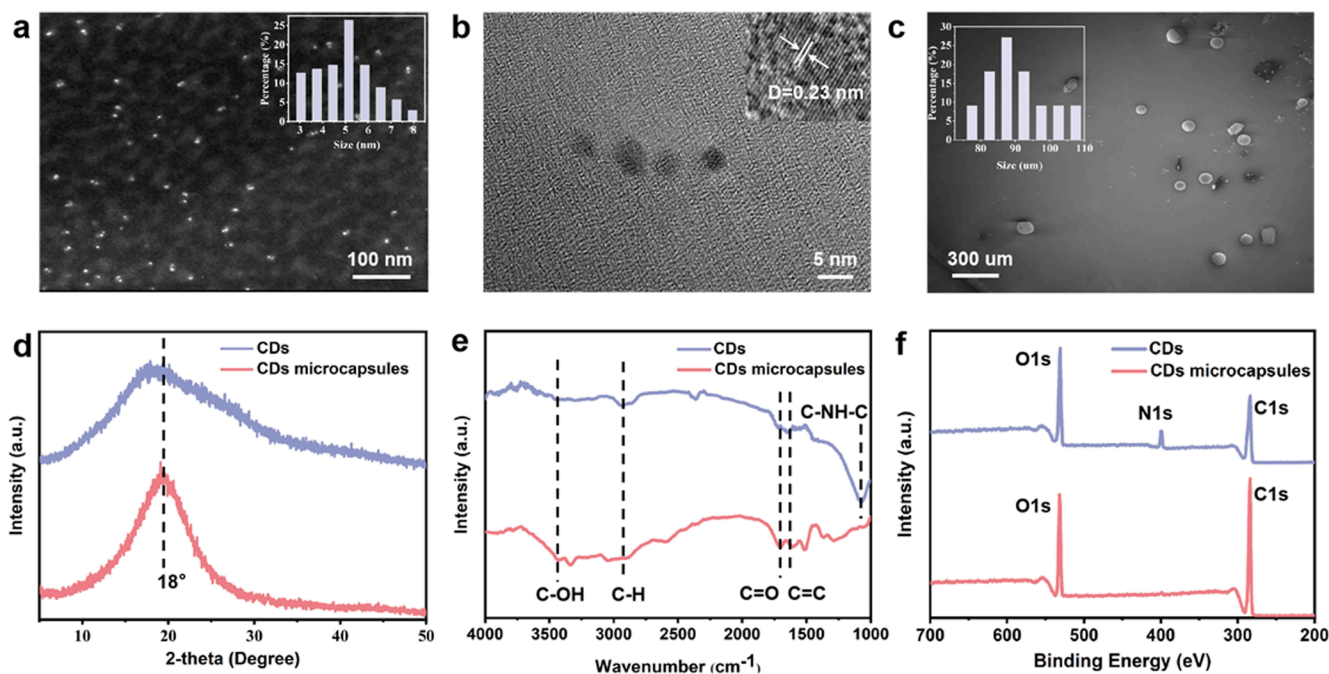 a
Percentage (%)
25
20
15
10
5
0
3 4 5 6 7 8
Size (nm)
100 nm
b
D=0.23 nm
5 nm
c
Percentage (%)
30
25
20
15
10
5
0
80 90 100 110
Size (um)
300 um
d
CDs
CDs microcapsules
18°
Intensity (a.u.)
10 20 30 40 50
2-theta (Degree)
e
CDs
CDs microcapsules
C-NH-C
C-OH
C-H
C=O
C=C
Intensity (a.u.)
4000 3500 3000 2500 2000 1500 1000
Wavenumber (cm-1)
f
CDs
CDs microcapsules
O1s
N1s
C1s
O1s
C1s
Intensity (a.u.)
700 600 500 400 300 200
Binding Energy (eV)